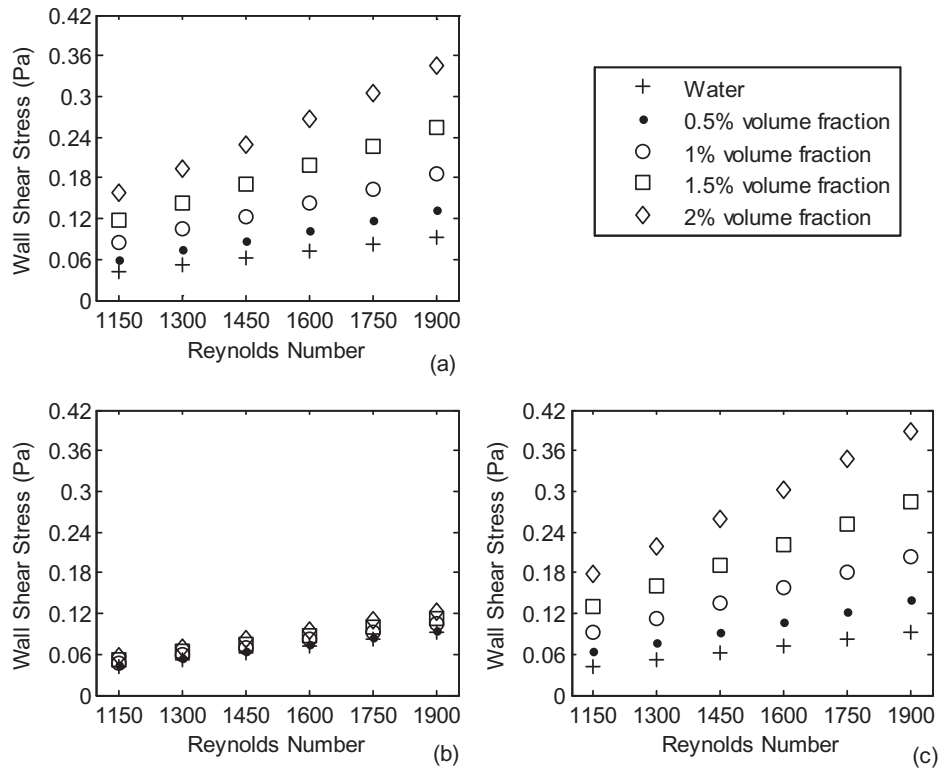 Wall Shear Stress (Pa)
0.42
0.36
0.3
0.24
0.18
0.12
0.06
0
1150 1300 1450 1600 1750 1900
Reynolds Number
(a)
Water
0.5% volume fraction
1% volume fraction
1.5% volume fraction
2% volume fraction
Wall Shear Stress (Pa)
0.42
0.36
0.3
0.24
0.18
0.12
0.06
0
1150 1300 1450 1600 1750 1900
Reynolds Number
(b)
Wall Shear Stress (Pa)
0.42
0.36
0.3
0.24
0.18
0.12
0.06
0
1150 1300 1450 1600 1750 1900
Reynolds Number
(c)